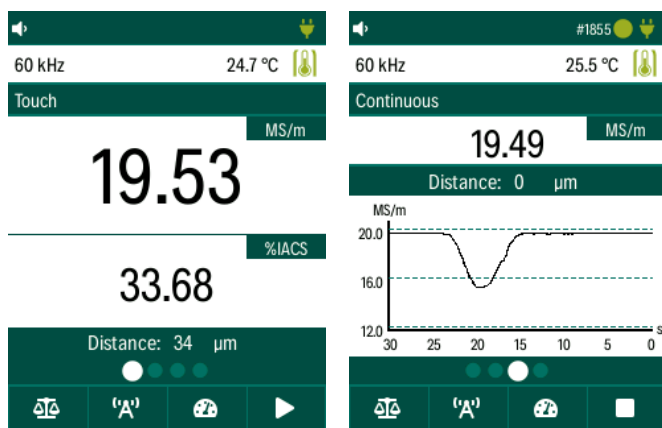 60 kHz 24.7 °C
Touch
MS/m
19.53
%IACS
33.68
Distance: 34 µm
"A"
#1855
60 kHz 25.5 °C
Continuous
MS/m
19.49
Distance: 0 µm
MS/m
20.0
16.0
12.0
s
30 25 20 15 10 5 0
"A"